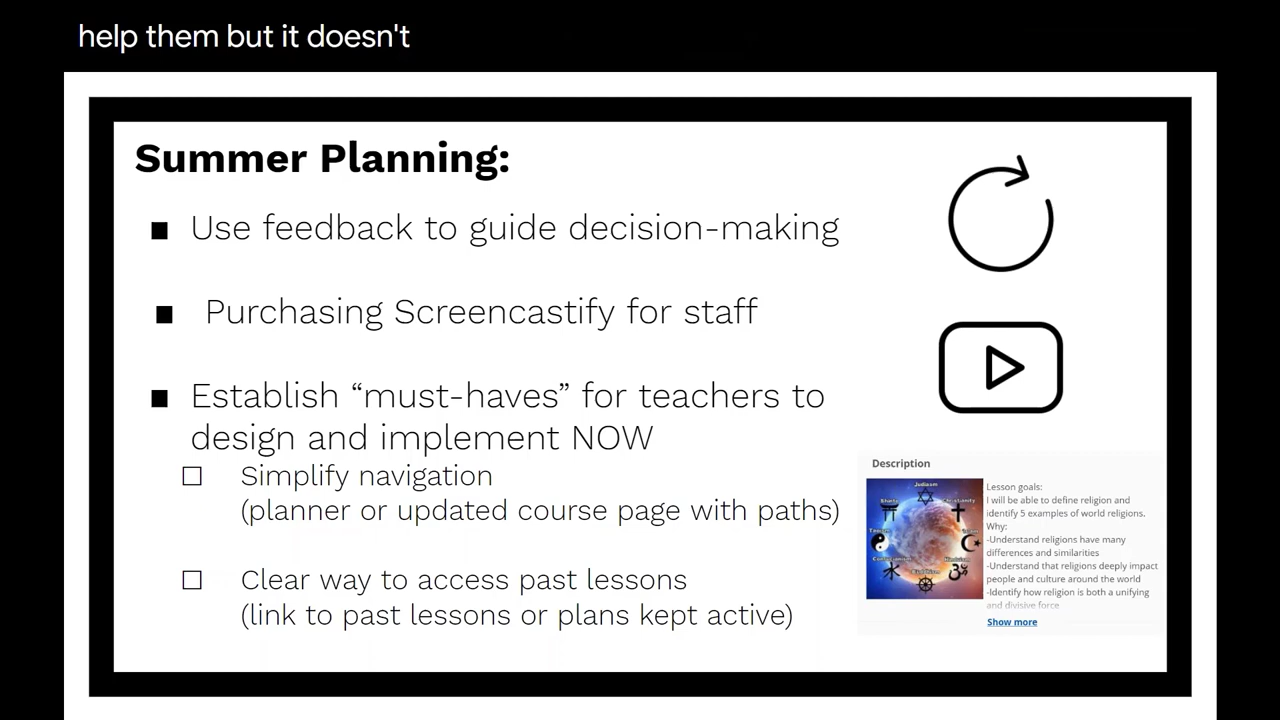 help them but it doesn't
Summer Planning:
■ Use feedback to guide decision-making
■ Purchasing Screencastify for staff
■ Establish “must-haves” for teachers to
design and implement NOW
□ Simplify navigation
(planner or updated course page with paths)
□ Clear way to access past lessons
(link to past lessons or plans kept active)
Description
Judaism
Christianity
Hinduism
Buddhism
Lesson goals:
I will be able to define religion and
identify 5 examples of world religions.
Why:
-Understand religions have many
differences and similarities
-Understand that religions deeply impact
people and culture around the world
-Identify how religion is both a unifying
and divisive force
Show more